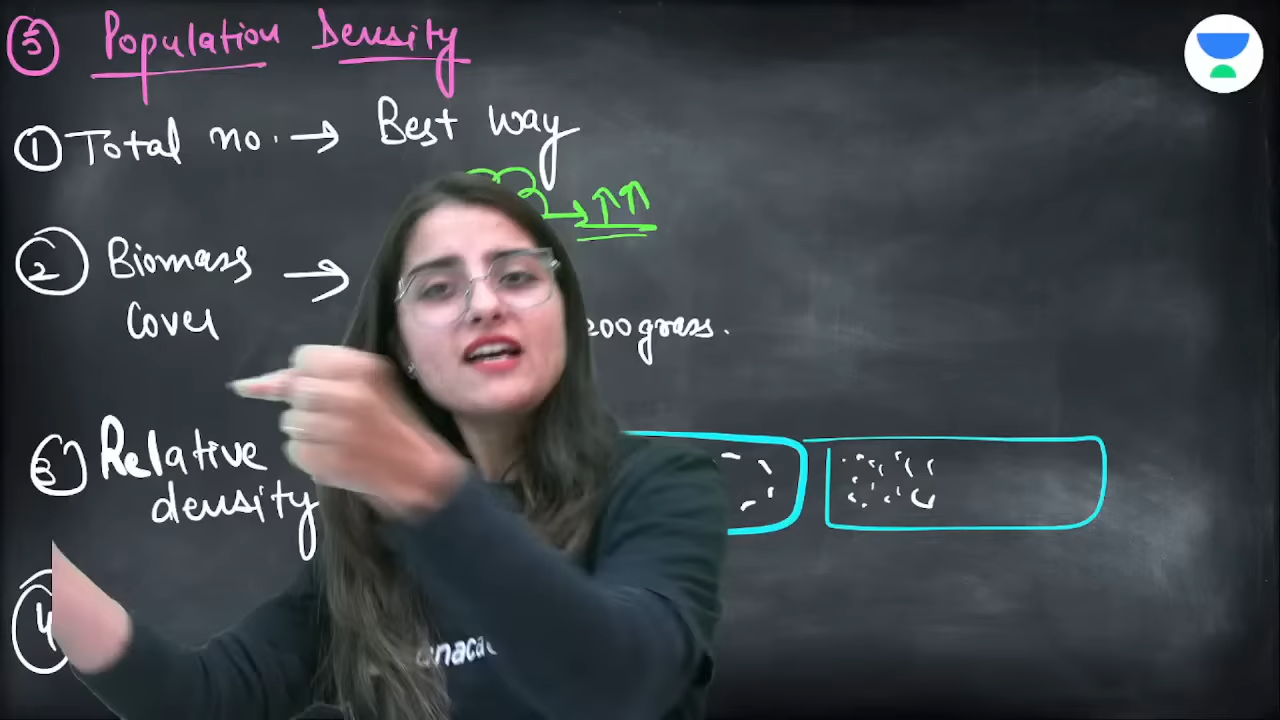 ⑤ Population Density
① Total no. → Best way
→ ↑↑
② Biomass →
Cover
200 grass.
③ Relative
density
④